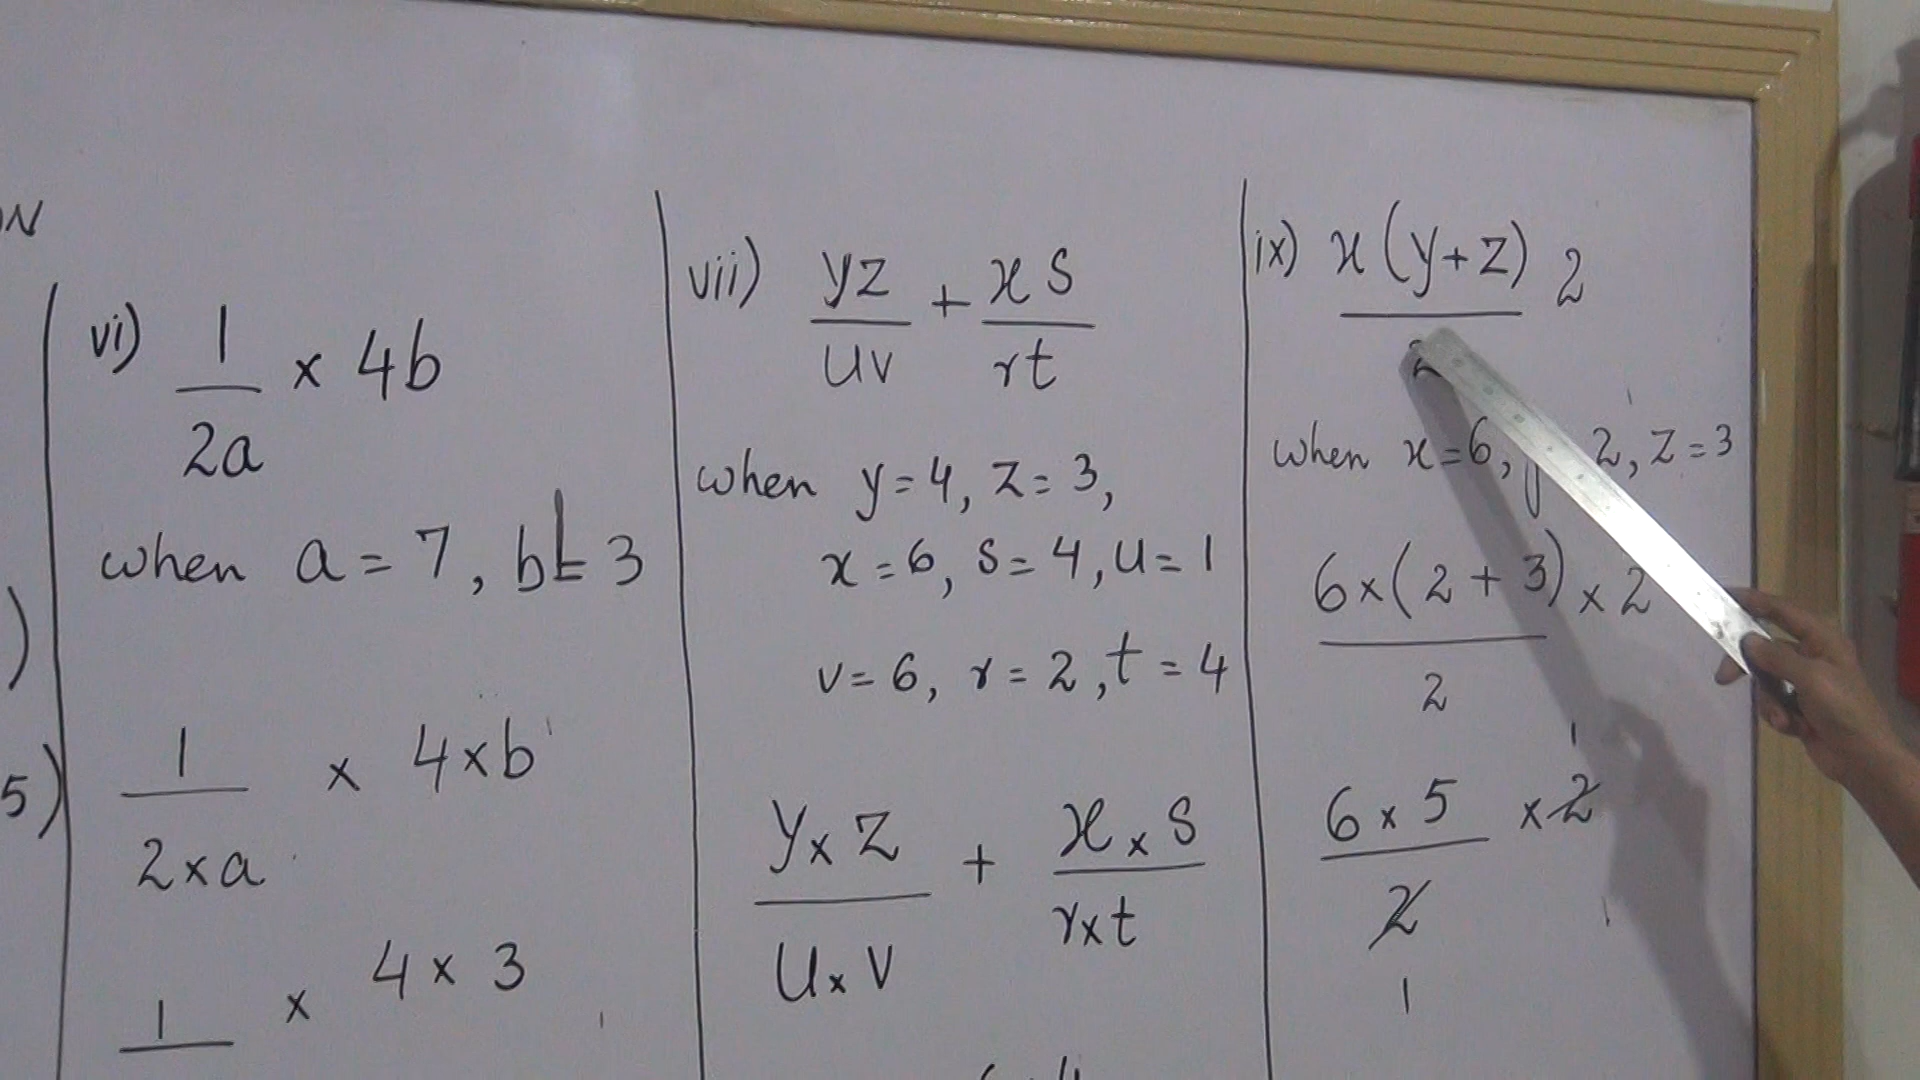 N
5)
vi) 1/2a × 4b
when a = 7, b = 3
1/2×a × 4×b
1 × 4 × 3
vii) yz/uv + xs/rt
when y = 4, z = 3,
x = 6, s = 4, u = 1
v = 6, r = 2, t = 4
y×z/u×v + x×s/r×t
ix) x(y+z)/2 2
when x = 6, y 2, z = 3
6×(2+3)/2 × 2
1
6×5/2 × 2
1